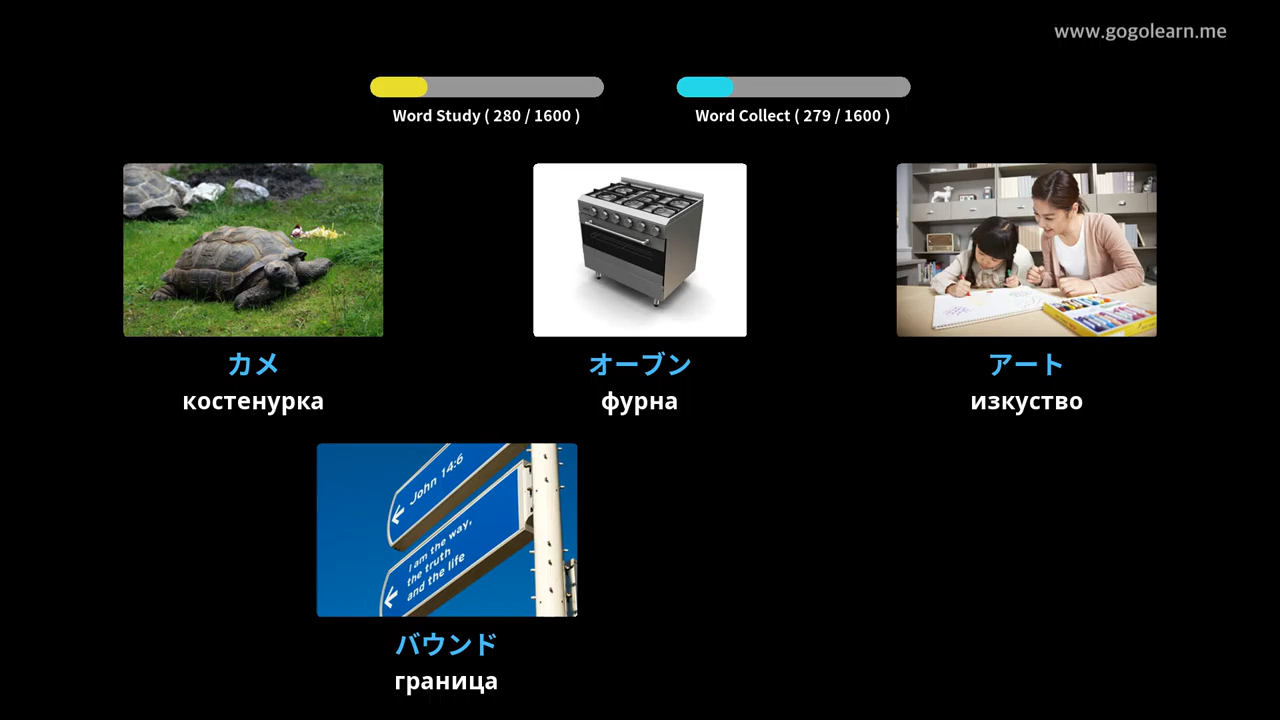 www.gogolearn.me
Word Study ( 280 / 1600 )
Word Collect ( 279 / 1600 )
カメ
костенурка
オーブン
фурна
アート
изкуство
John 14:6
I am the way,
the truth
and the life
バウンド
граница